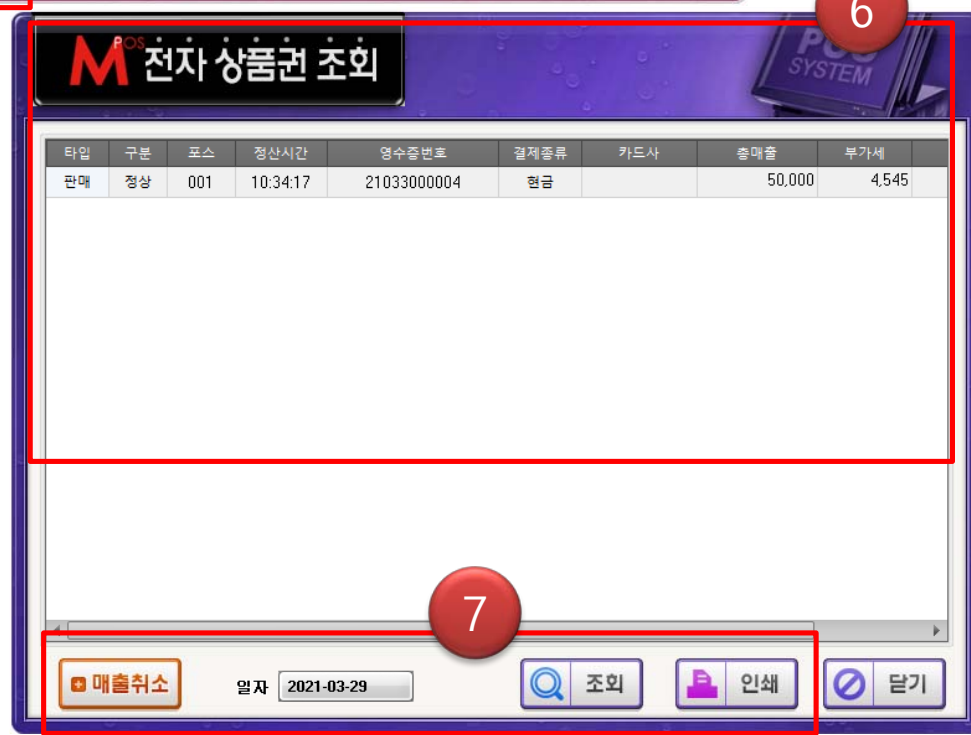 6
MPOS 전자 상품권 조회
POS
SYSTEM
타입 구분 포스 정산시간 영수증번호 결제종류 카드사 총매출 부가세
판매 정상 001 10:34:17 21033000004 현금 50,000 4,545
7
매출취소 일자 2021-03-29 조회 인쇄 닫기